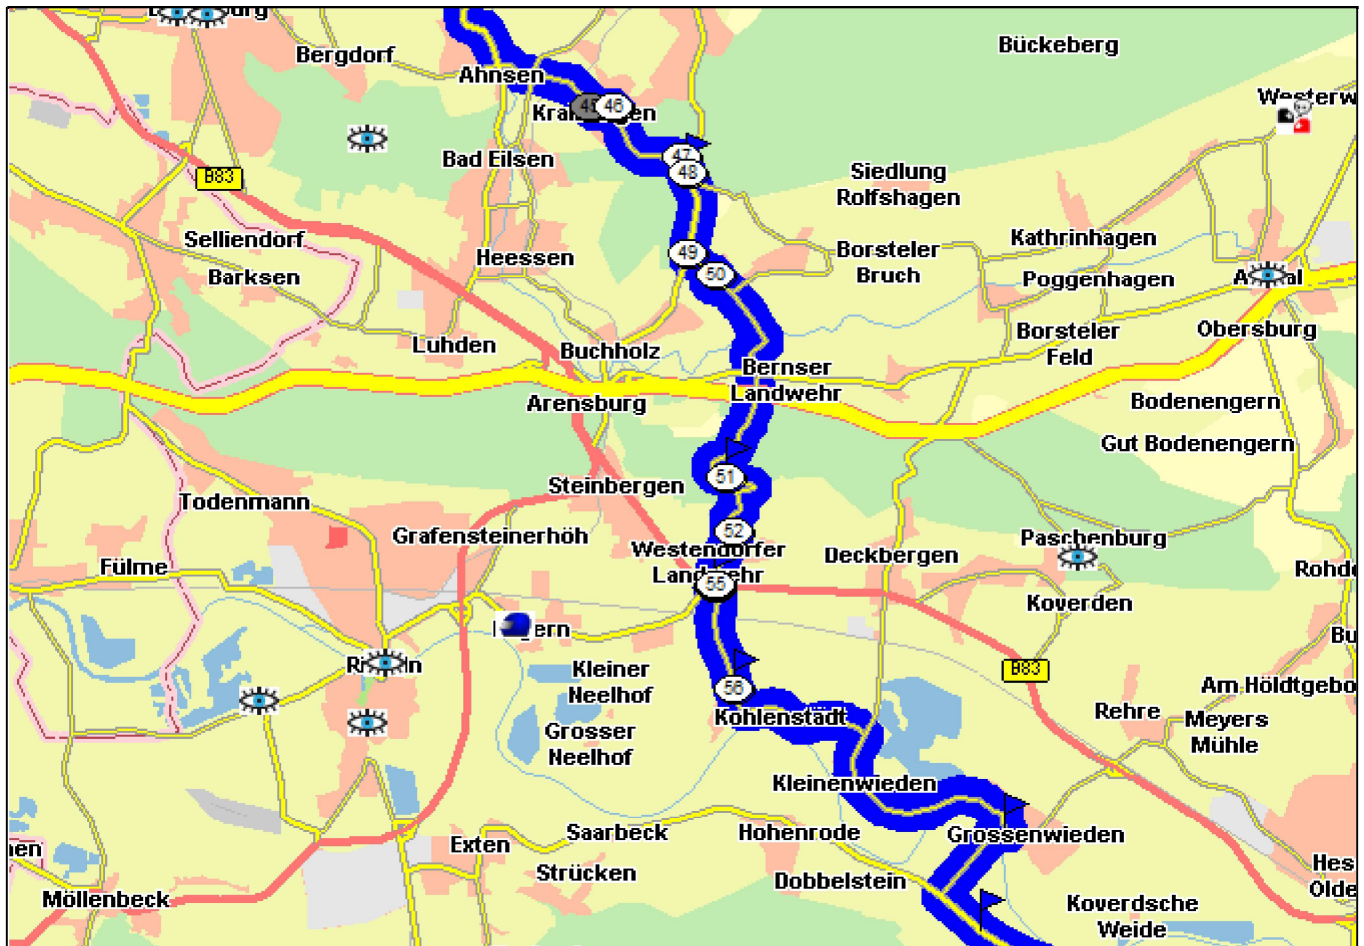 Bückeberg
Bergdorf
Ahnsen
46
Bad Eilsen
47
48
B83
Siedlung
Rolfshagen
Selliendorf
Barksen
Heessen
49
50
Borsteler
Bruch
Kathrinhagen
Poggenhagen
Luhden
Buchholz
Borsteler
Feld
Obersburg
Bernser
Landwehr
Arensburg
Bodenengern
Gut Bodenengern
51
Steinbergen
Todenmann
52
Grafensteinerhöh
Westendorfer
Landwehr
55
Deckbergen
Paschenburg
Fülme
Koverden
Kleiner
Neelhof
B83
56
Kohlenstädt
Grosser
Neelhof
Rehre
Meyers
Mühle
Kleinenwieden
Saarbeck
Hohenrode
Grossenwieden
Exten
Strücken
Dobbelstein
Möllenbeck
Koverdsche
Weide